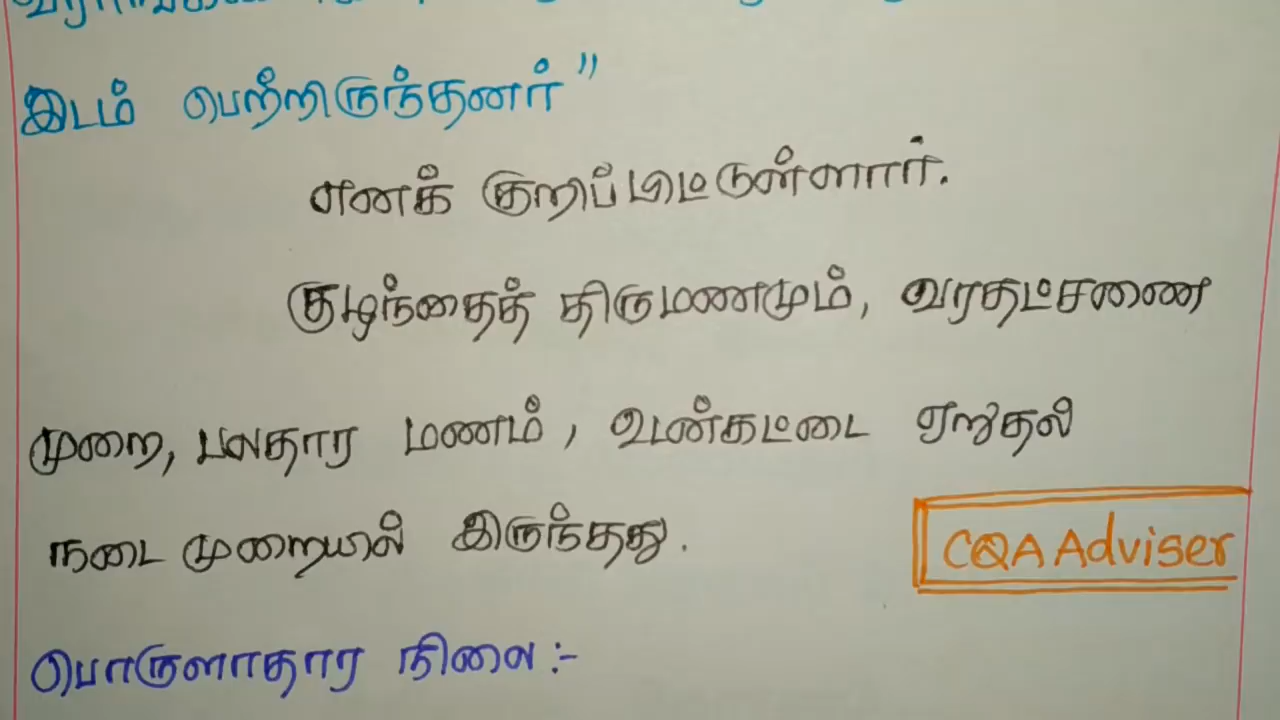 இடம் பெற்றிருந்தனர்"
எனக் குறிப்பிட்டுள்ளார்.
குழந்தைத் திருமணமும், வரதட்சணை
முறை, பலதார மணம், உடன்கட்டை ஏறுதல்
நடைமுறையில் இருந்தது.
CQA Adviser
பொருளாதார நிலை :-